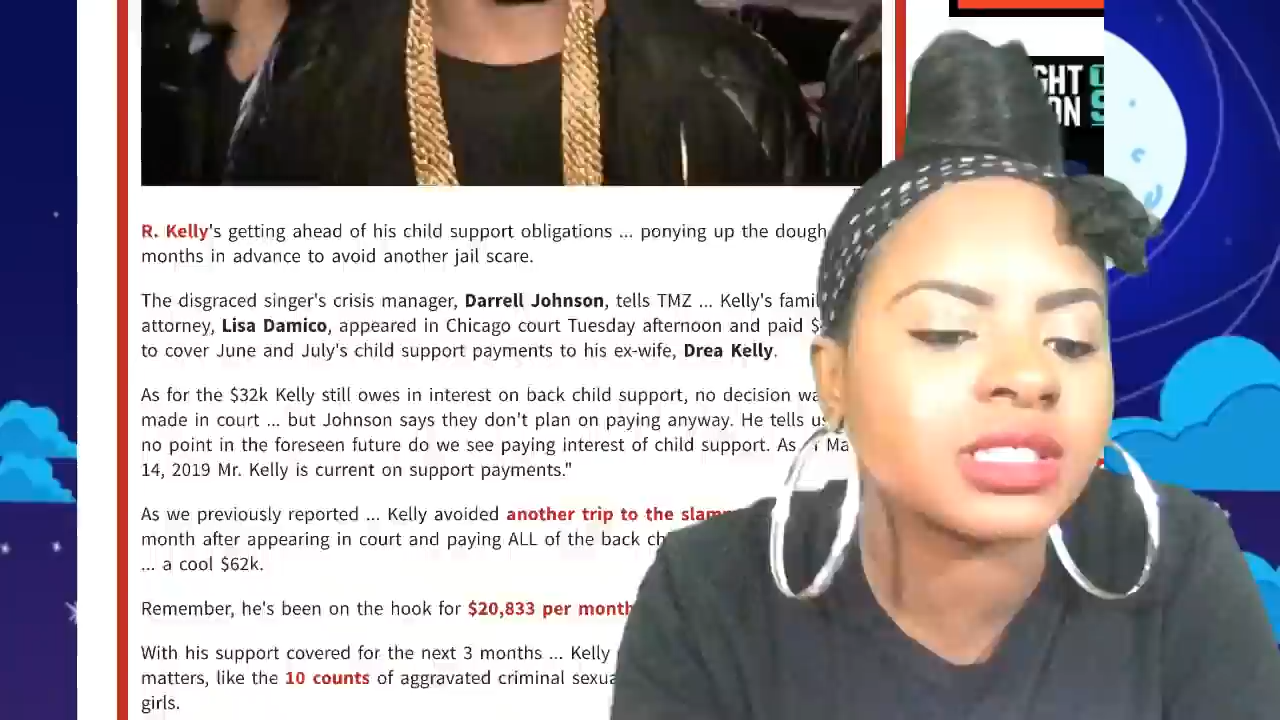 GHT
ON
R. Kelly's getting ahead of his child support obligations ... ponying up the dough
months in advance to avoid another jail scare.
The disgraced singer's crisis manager, Darrell Johnson, tells TMZ ... Kelly's
attorney, Lisa Damico, appeared in Chicago court Tuesday afternoon and paid
to cover June and July's child support payments to his ex-wife, Drea Kelly.
As for the $32k Kelly still owes in interest on back child support, no decision
made in court ... but Johnson says they don't plan on paying anyway. He tells
no point in the foreseen future do we see paying interest of child support. As
14, 2019 Mr. Kelly is current on support payments."
As we previously reported ... Kelly avoided another trip to the
month after appearing in court and paying ALL of the back
... a cool $62k.
Remember, he's been on the hook for $20,833 per month
With his support covered for the next 3 months ... Kelly
matters, like the 10 counts of aggravated criminal
girls.